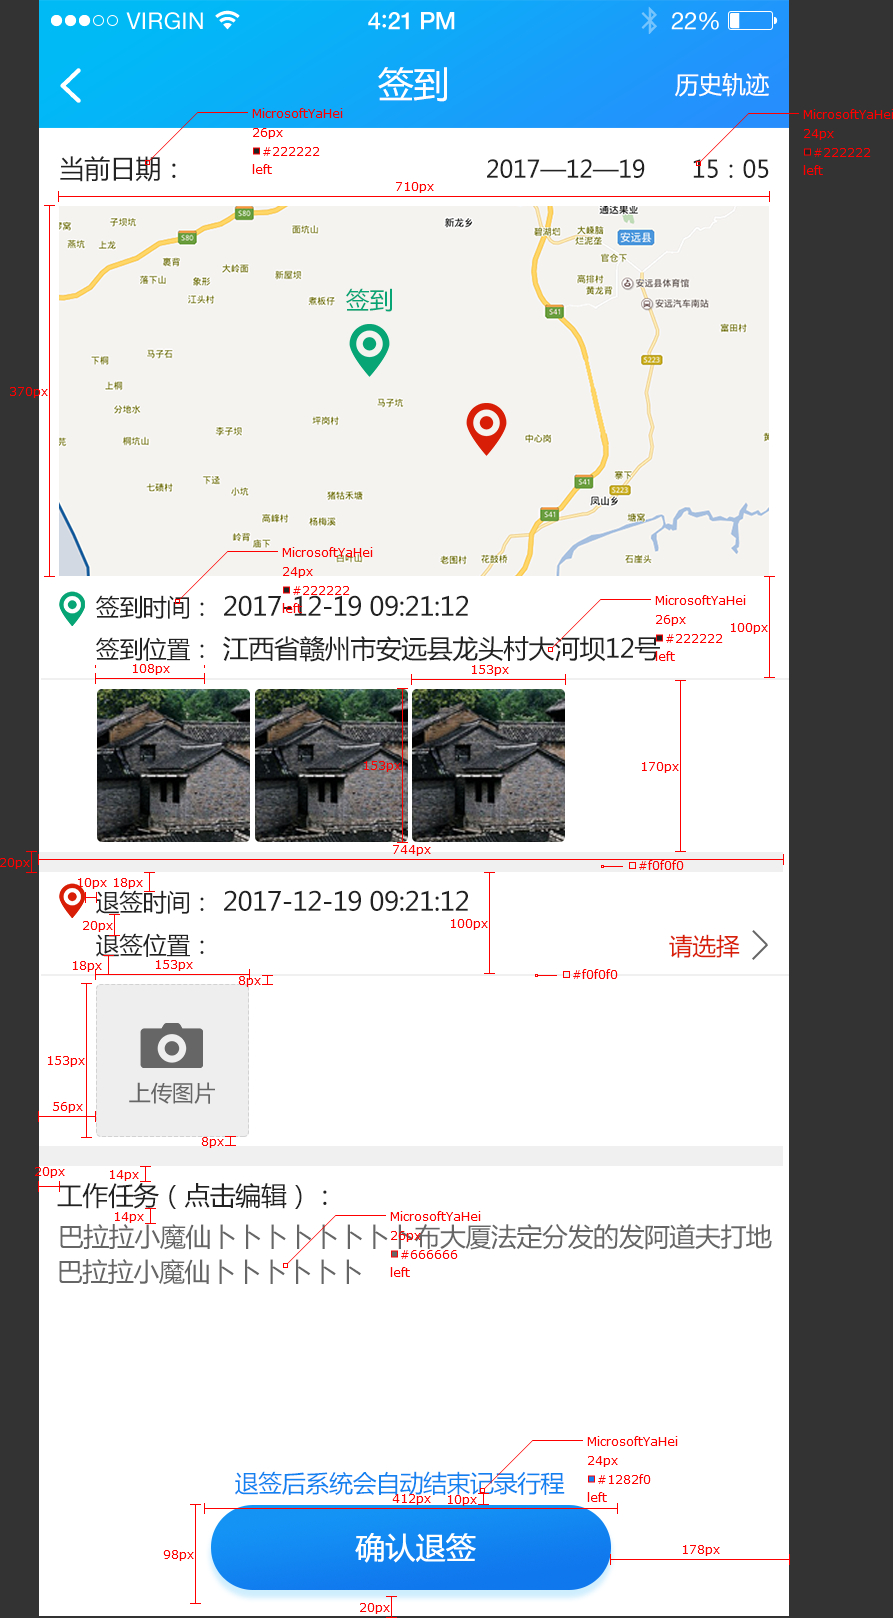 VIRGIN 4:21 PM 22%
签到 历史轨迹
MicrosoftYaHei
26px
#222222
left
MicrosoftYaHei
24px
#222222
left
当前日期： 2017—12—19 15：05
710px
370px
S80
子坝坑
面坑山
新龙乡
通达果业
碧湖圳
大嵊脑
烂泥垄
安远县
燕坑
上龙
S80
裹背
落下山
象形
大岭面
新屋坝
江头村
煮板仔
签到
官仓下
高排村
黄龙背
安远县体育馆
安远汽车南站
S41
富田村
S223
下桐
马子石
上桐
分地水
马子坑
坪岗村
李子坝
桐坑山
中心岗
七碛村
下迳
小坑
猪牯禾塘
高峰村
杨梅溪
岭背
庙下
S41
寨下
S223
凤山乡
S41
塘窝
老围村
花鼓桥
石崖头
MicrosoftYaHei
24px
#222222
left
签到时间： 2017-12-19 09:21:12
签到位置： 江西省赣州市安远县龙头村大河坝12号
MicrosoftYaHei
26px
#222222
left
100px
108px
153px
153px
170px
744px
20px
#f0f0f0
10px
18px
退签时间： 2017-12-19 09:21:12
20px
100px
退签位置： 请选择
18px
153px
8px
#f0f0f0
153px
上传图片
56px
8px
20px
14px
工作任务（点击编辑）：
14px
MicrosoftYaHei
26px
#666666
left
巴拉拉小魔仙卜卜卜卜卜卜卜卜布大厦法定分发的发阿道夫打地
巴拉拉小魔仙卜卜卜卜卜卜
MicrosoftYaHei
24px
#1282f0
left
退签后系统会自动结束记录行程
412px
10px
98px
确认退签
178px
20px